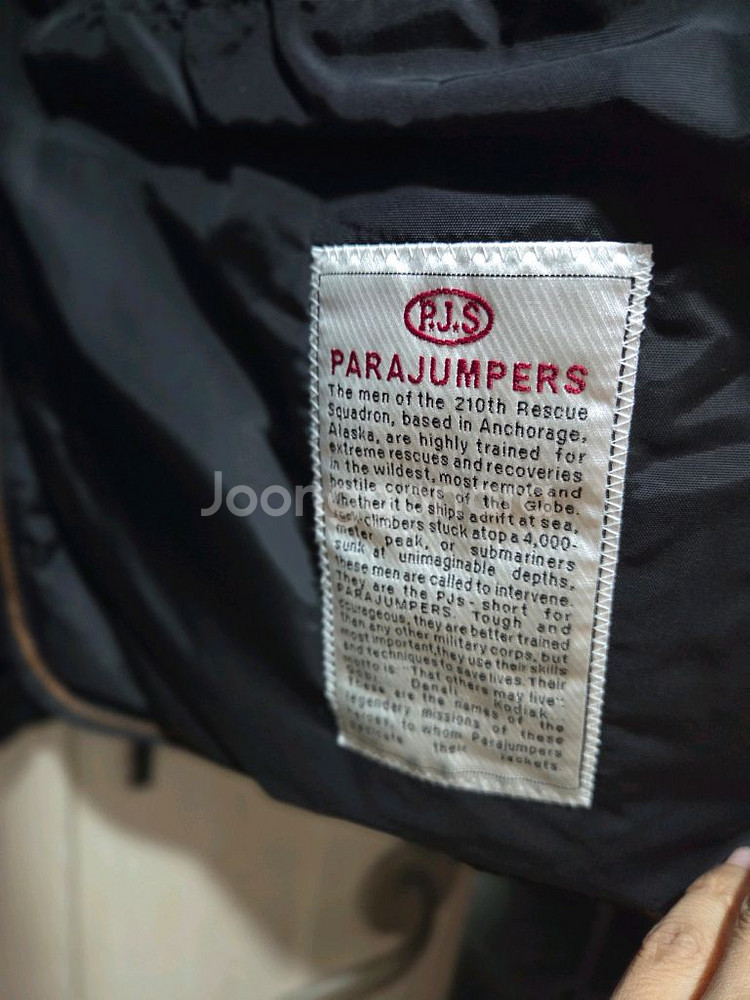 P.J.S
PARAJUMPERS
The men of the 210th Rescue
Squadron, based in Anchorage,
Alaska, are highly trained for
extreme rescues and recoveries
in the wildest, most remote and
hostile corners of the Globe.
Whether it be ships adrift at sea,
climbers stuck atop a 4,000-
meter peak, or submariners
sunk at unimaginable depths,
these men are called to intervene.
They are the PJs - short for
PARAJUMPERS Tough and
courageous, they are better trained
than any other military corps, but
most important, they use their skills
and techniques to save lives. Their
motto is: "That others may live".
Denali, Kodiak
These are the names of the
legendary missions of these
to whom Parajumpers
their jackets
Joon